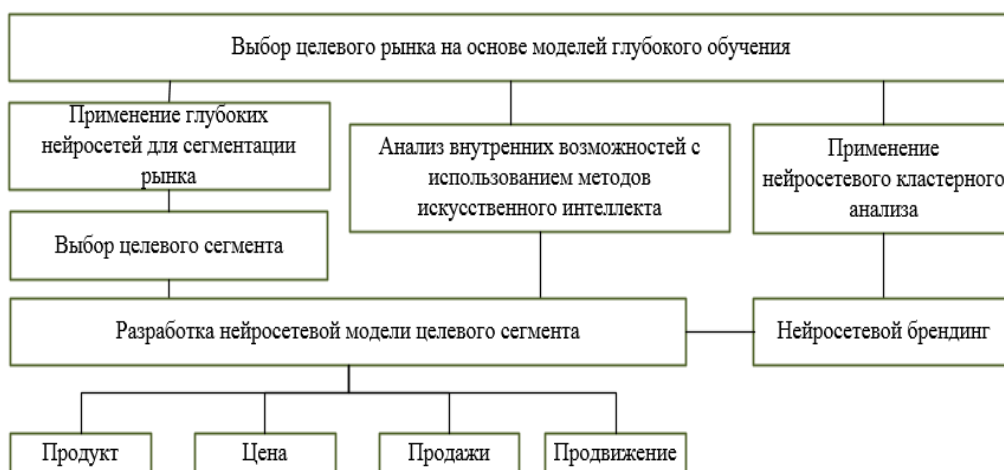 Выбор целевого рынка на основе моделей глубокого обучения
Применение глубоких
нейросетей для сегментации
рынка
Анализ внутренних возможностей с
использованием методов
искусственного интеллекта
Применение
нейросетевого кластерного
анализа
Выбор целевого сегмента
Разработка нейросетевой модели целевого сегмента
Нейросетевой брендинг
Продукт
Цена
Продажи
Продвижение